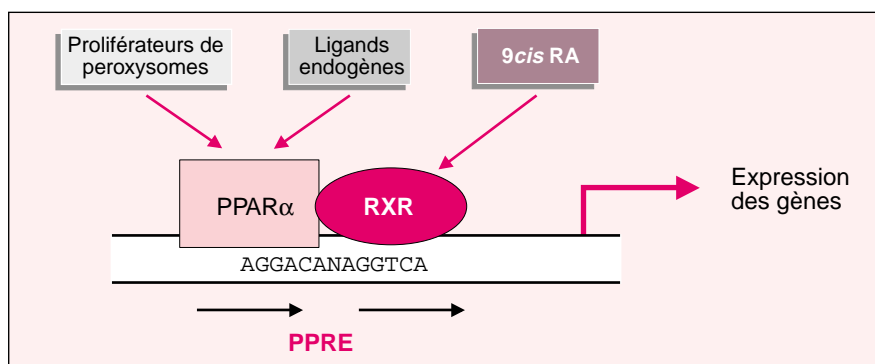 Proliférateurs de
peroxysomes
Ligands
endogènes
9cis RA
PPARα
RXR
Expression
des gènes
AGGACANAGGTCA
PPRE